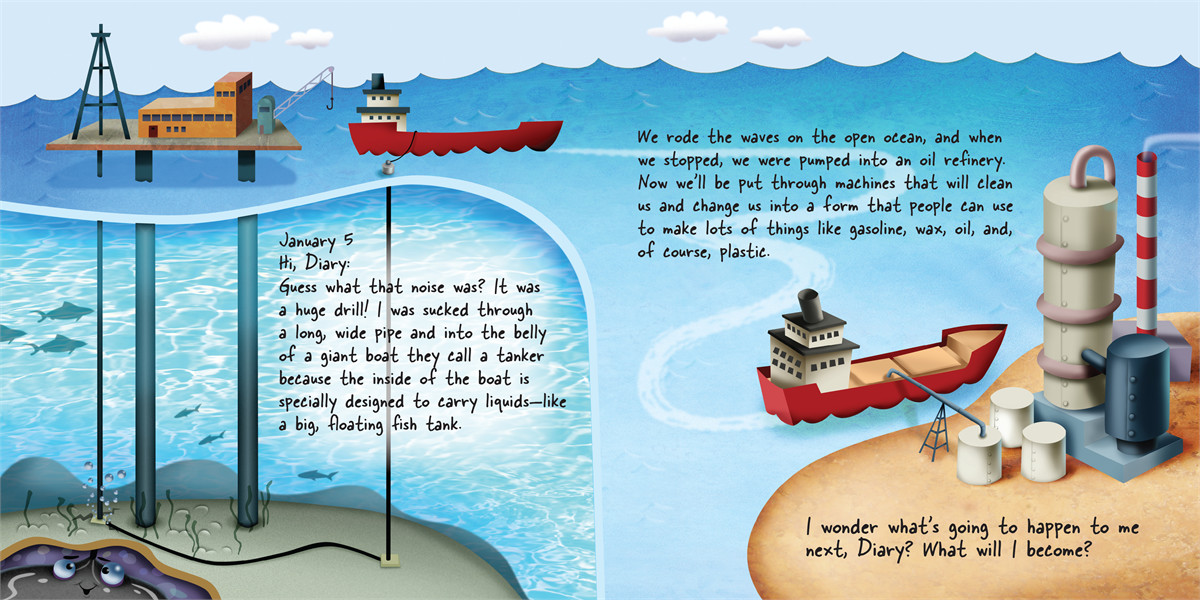 January 5
Hi, Diary:
Guess what that noise was? It was
a huge drill! I was sucked through
a long, wide pipe and into the belly
of a giant boat they call a tanker
because the inside of the boat is
specially designed to carry liquids—like
a big, floating fish tank.
We rode the waves on the open ocean, and when
we stopped, we were pumped into an oil refinery.
Now we'll be put through machines that will clean
us and change us into a form that people can use
to make lots of things like gasoline, wax, oil, and,
of course, plastic.
I wonder what's going to happen to me
next, Diary? What will I become?